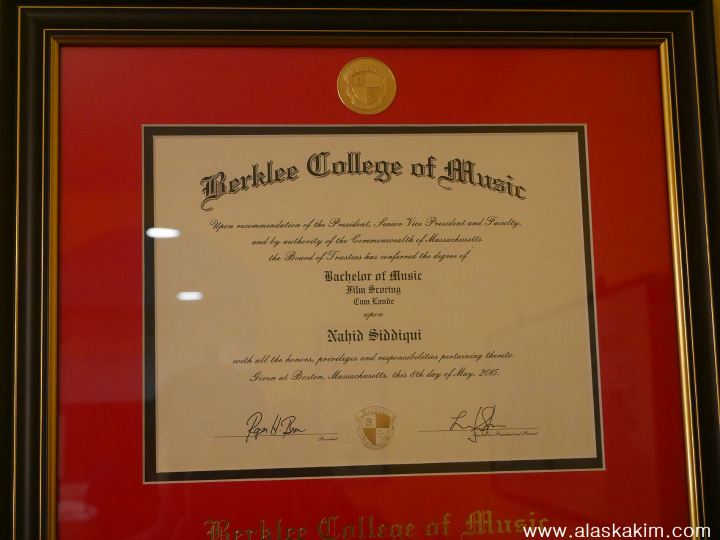 Berklee College of Music
Upon recommendation of the President, Senior Vice President and Faculty,
and by authority of the Commonwealth of Massachusetts
the Board of Trustees has conferred the degree of
Bachelor of Music
Film Scoring
Cum Laude
upon
Nahid Siddiqui
with all the honors, privileges and responsibilities pertaining thereto.
Given at Boston, Massachusetts, this 8th day of May, 2015.
President
Berklee College of Music
www.alaskakim.com